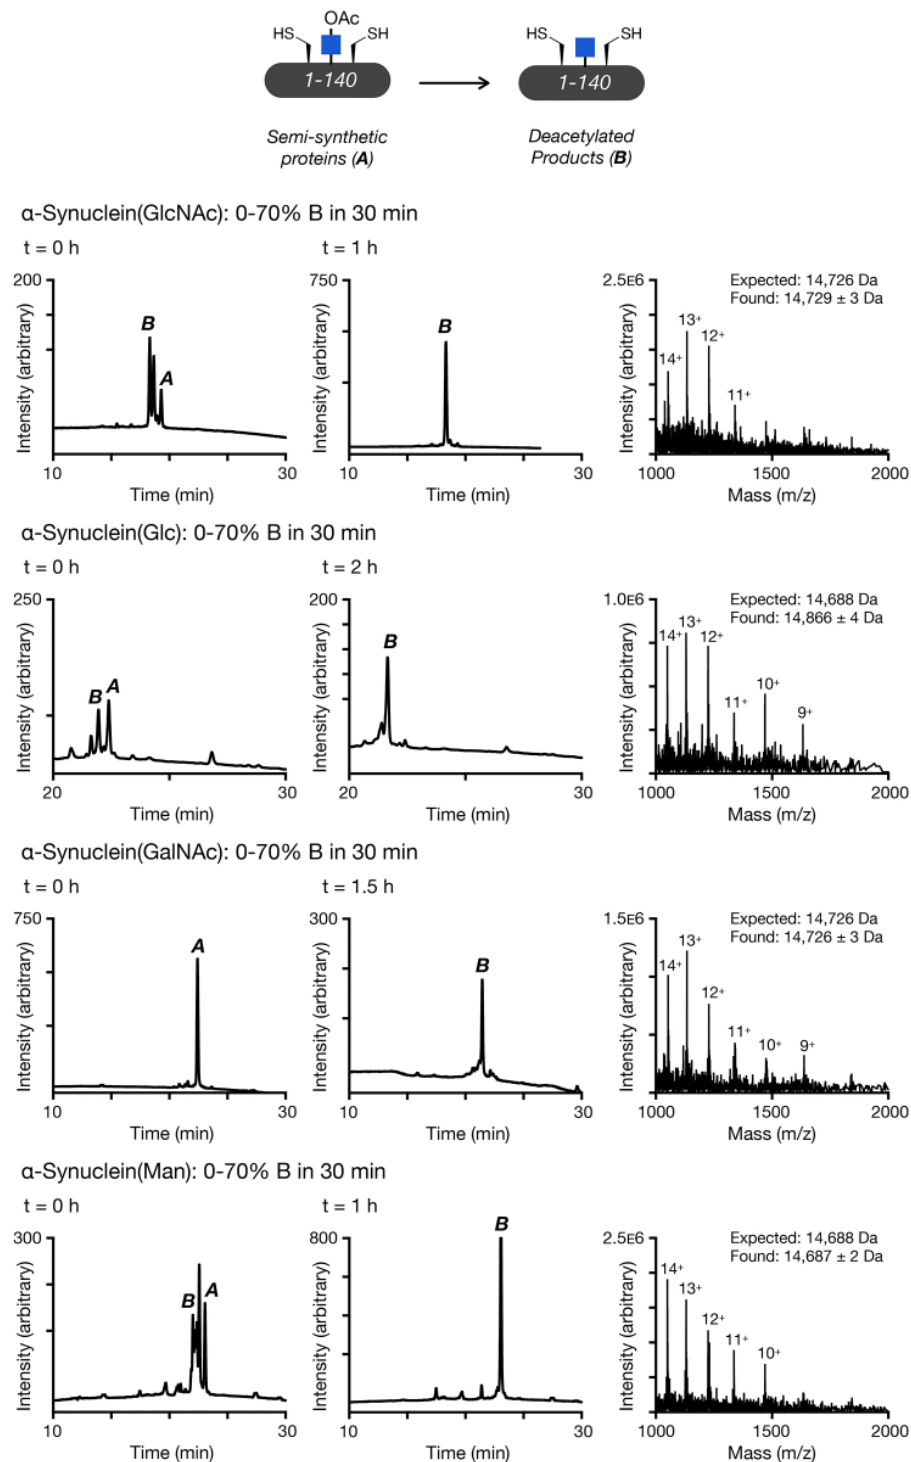 OAc
HS SH HS SH
1-140 1-140
Semi-synthetic
proteins (A)
Deacetylated
Products (B)
α-Synuclein(GlcNAc): 0-70% B in 30 min
t = 0 h
200
Intensity (arbitrary)
B
A
10 30
Time (min)
t = 1 h
750
Intensity (arbitrary)
B
10 30
Time (min)
2.5E6
Intensity (arbitrary)
Expected: 14,726 Da
Found: 14,729 ± 3 Da
14+ 13+ 12+ 11+
1000 1500 2000
Mass (m/z)
α-Synuclein(Glc): 0-70% B in 30 min
t = 0 h
250
Intensity (arbitrary)
B A
20 30
Time (min)
t = 2 h
200
Intensity (arbitrary)
B
20 30
Time (min)
1.0E6
Intensity (arbitrary)
Expected: 14,688 Da
Found: 14,866 ± 4 Da
14+ 13+ 12+ 11+ 10+ 9+
1000 1500 2000
Mass (m/z)
α-Synuclein(GalNAc): 0-70% B in 30 min
t = 0 h
750
Intensity (arbitrary)
A
10 30
Time (min)
t = 1.5 h
300
Intensity (arbitrary)
B
10 30
Time (min)
1.5E6
Intensity (arbitrary)
Expected: 14,726 Da
Found: 14,726 ± 3 Da
14+ 13+ 12+ 11+ 10+ 9+
1000 1500 2000
Mass (m/z)
α-Synuclein(Man): 0-70% B in 30 min
t = 0 h
300
Intensity (arbitrary)
B A
10 30
Time (min)
t = 1 h
800
Intensity (arbitrary)
B
10 30
Time (min)
2.5E6
Intensity (arbitrary)
Expected: 14,688 Da
Found: 14,687 ± 2 Da
14+ 13+ 12+ 11+ 10+
1000 1500 2000
Mass (m/z)